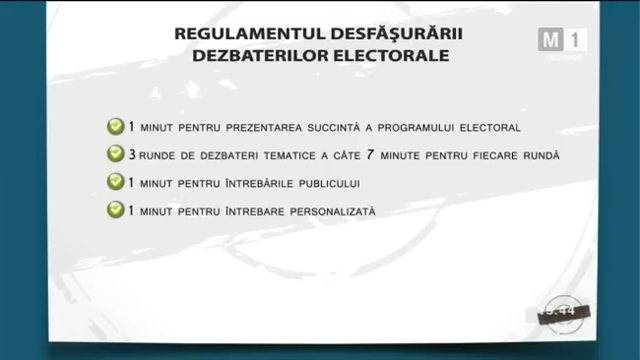 REGULAMENTUL DESFĂŞURĂRII
DEZBATERILOR ELECTORALE
M 1
1 MINUT PENTRU PREZENTAREA SUCCINTĂ A PROGRAMULUI ELECTORAL
3 RUNDE DE DEZBATERI TEMATICE A CÂTE 7 MINUTE PENTRU FIECARE RUNDĂ
1 MINUT PENTRU ÎNTREBĂRILE PUBLICULUI
1 MINUT PENTRU ÎNTREBARE PERSONALIZATĂ